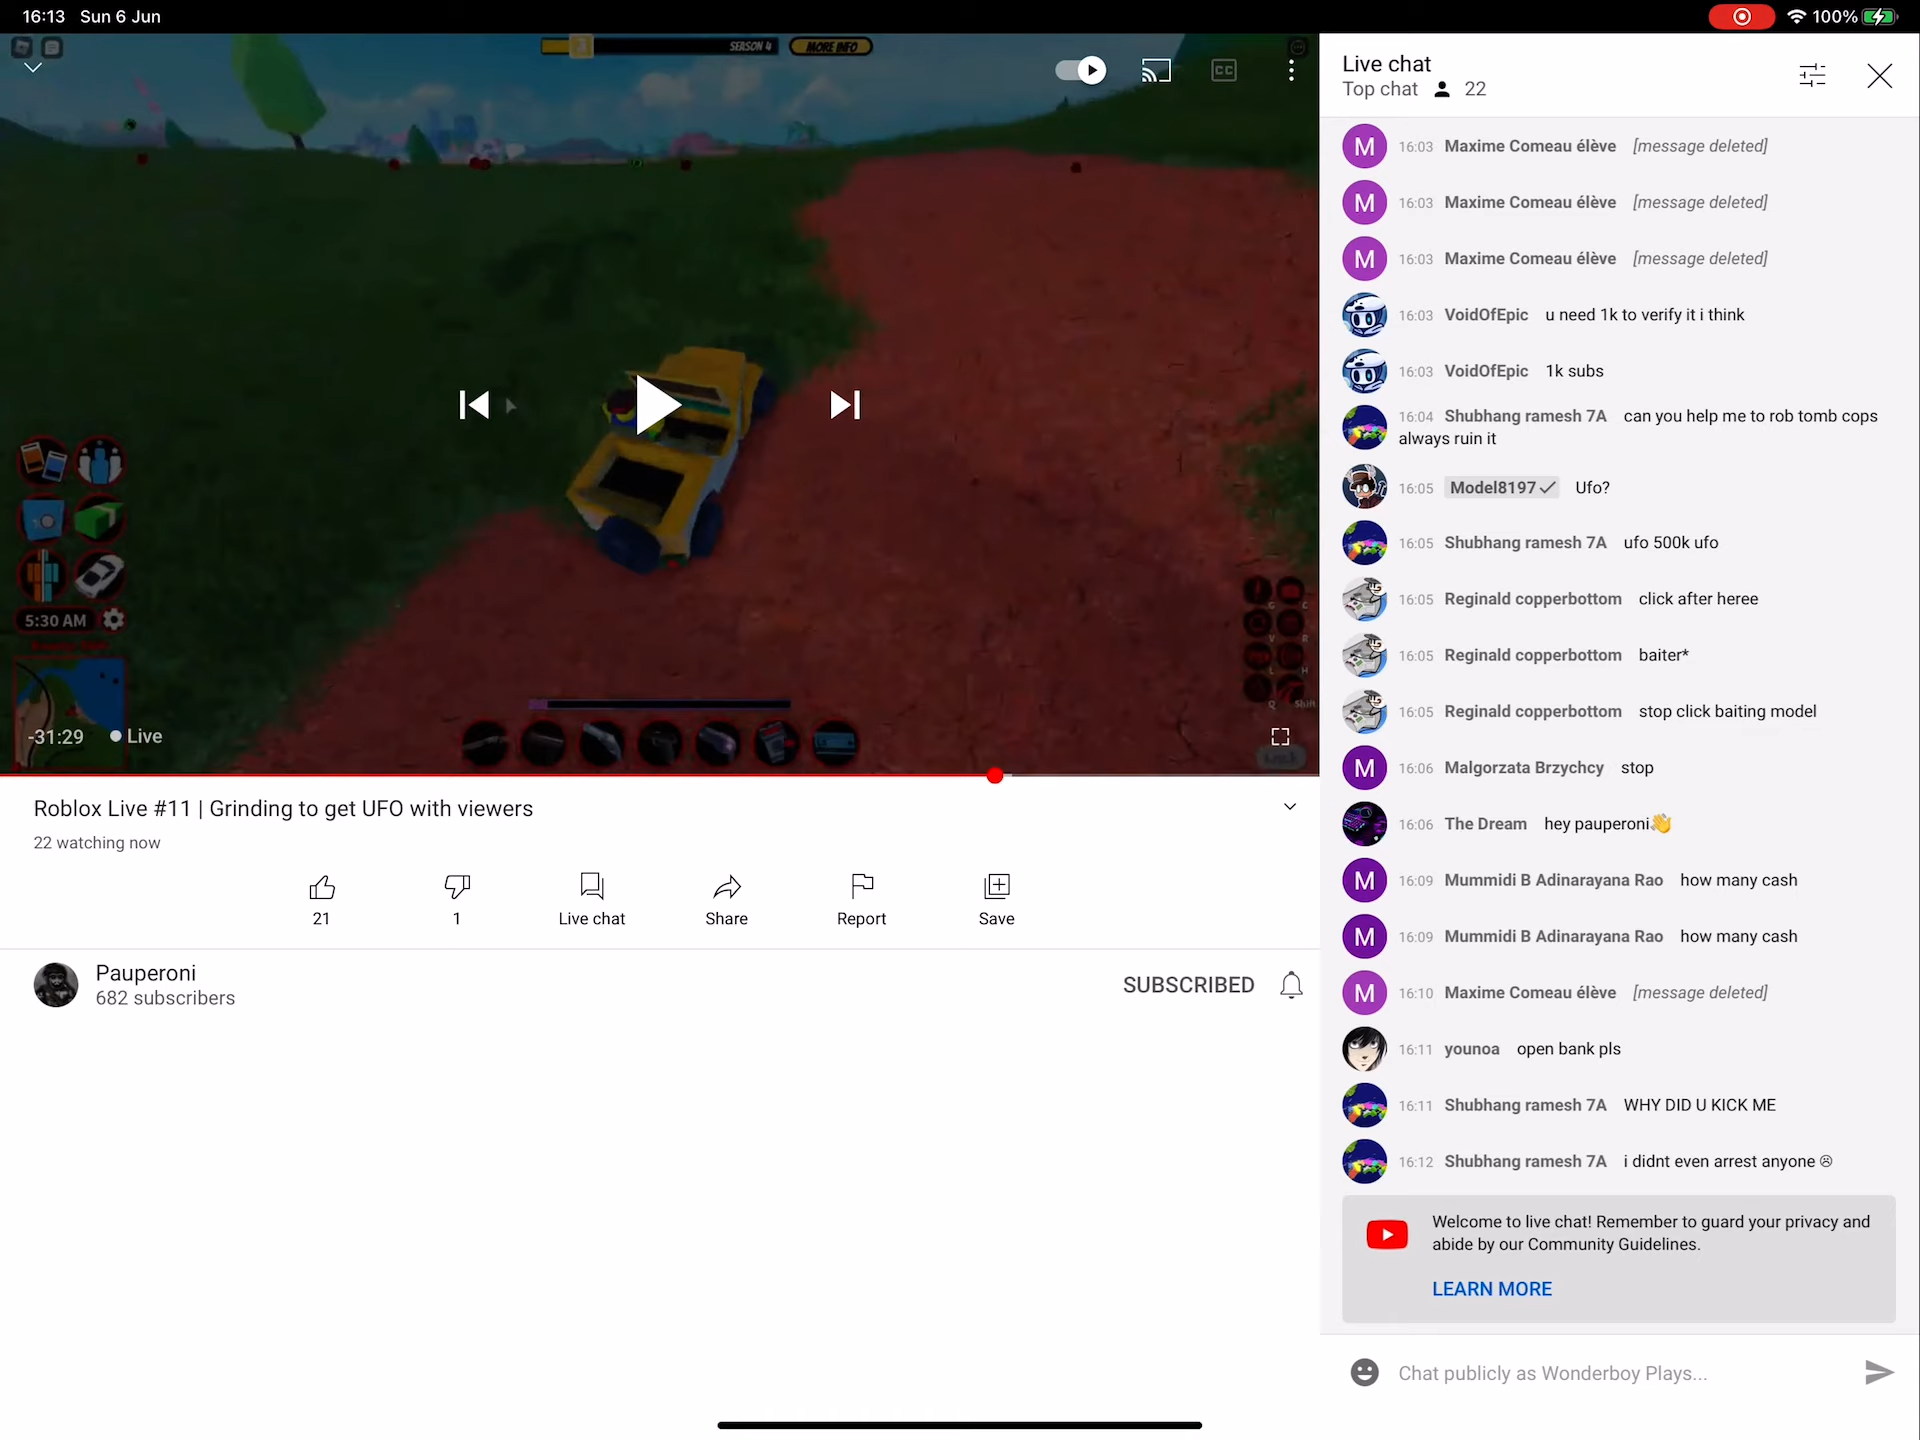 16:13 Sun 6 Jun
100%
SEASON 4
MORE INFO
CC
5:30 AM
-31:29 Live
Roblox Live #11 | Grinding to get UFO with viewers
22 watching now
21
1
Live chat
Share
Report
Save
Pauperoni
682 subscribers
SUBSCRIBED
Live chat
Top chat 22
M 16:03 Maxime Comeau élève [message deleted]
M 16:03 Maxime Comeau élève [message deleted]
M 16:03 Maxime Comeau élève [message deleted]
16:03 VoidOfEpic u need 1k to verify it i think
16:03 VoidOfEpic 1k subs
16:04 Shubhang ramesh 7A can you help me to rob tomb cops
always ruin it
16:05 Model8197 Ufo?
16:05 Shubhang ramesh 7A ufo 500k ufo
16:05 Reginald copperbottom click after heree
16:05 Reginald copperbottom baiter*
16:05 Reginald copperbottom stop click baiting model
M 16:06 Malgorzata Brzychcy stop
16:06 The Dream hey pauperoni👋
M 16:09 Mummidi B Adinarayana Rao how many cash
M 16:09 Mummidi B Adinarayana Rao how many cash
M 16:10 Maxime Comeau élève [message deleted]
16:11 younoa open bank pls
16:11 Shubhang ramesh 7A WHY DID U KICK ME
16:12 Shubhang ramesh 7A i didnt even arrest anyone ☹
Welcome to live chat! Remember to guard your privacy and
abide by our Community Guidelines.
LEARN MORE
Chat publicly as Wonderboy Plays...